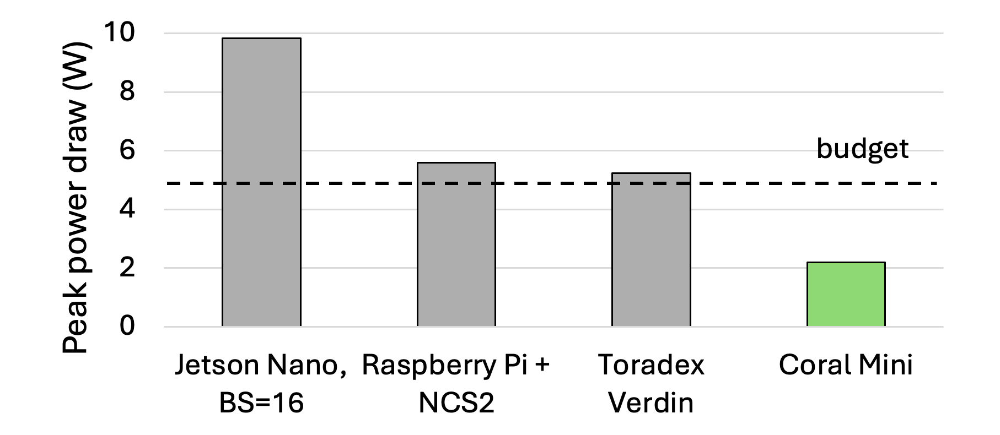 Peak power draw (W)
10
8
6
4
2
0
budget
Jetson Nano,
BS=16
Raspberry Pi +
NCS2
Toradex
Verdin
Coral Mini